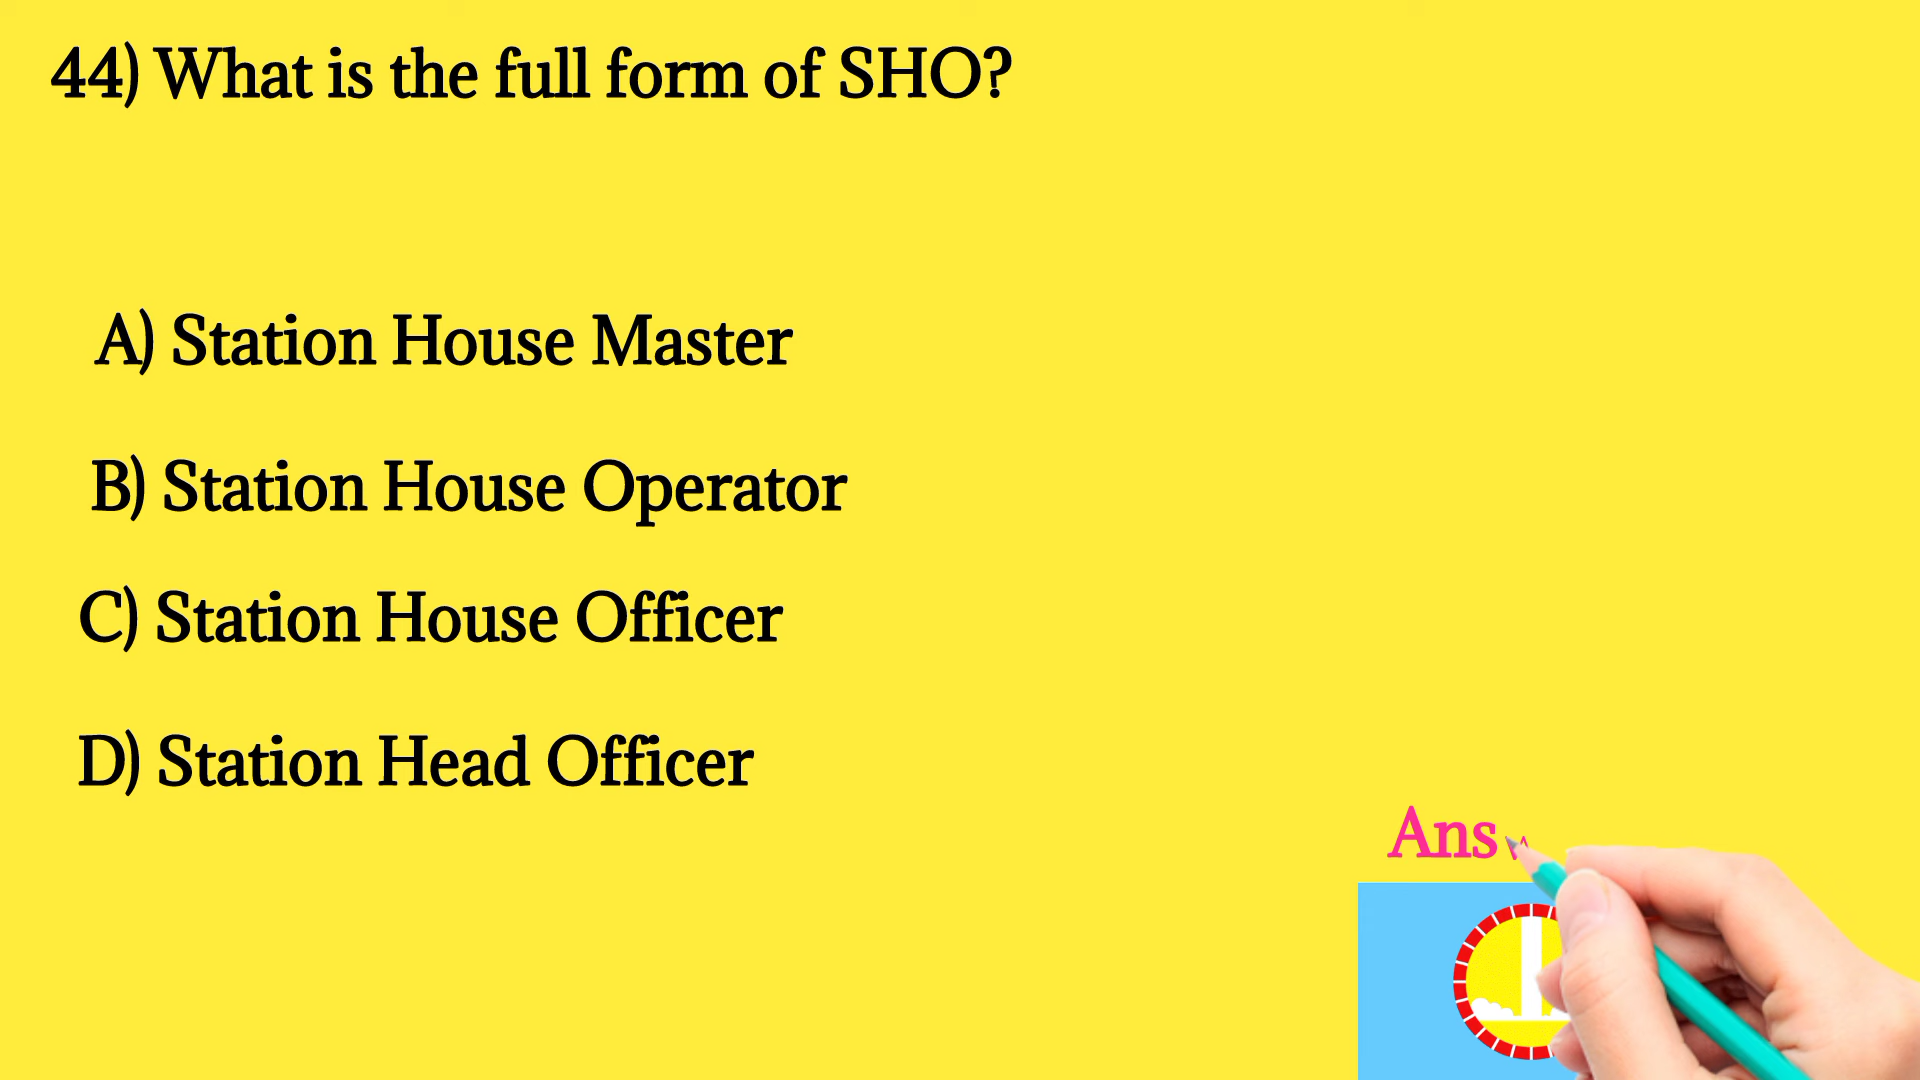 44) What is the full form of SHO?
A) Station House Master
B) Station House Operator
C) Station House Officer
D) Station Head Officer
Ans